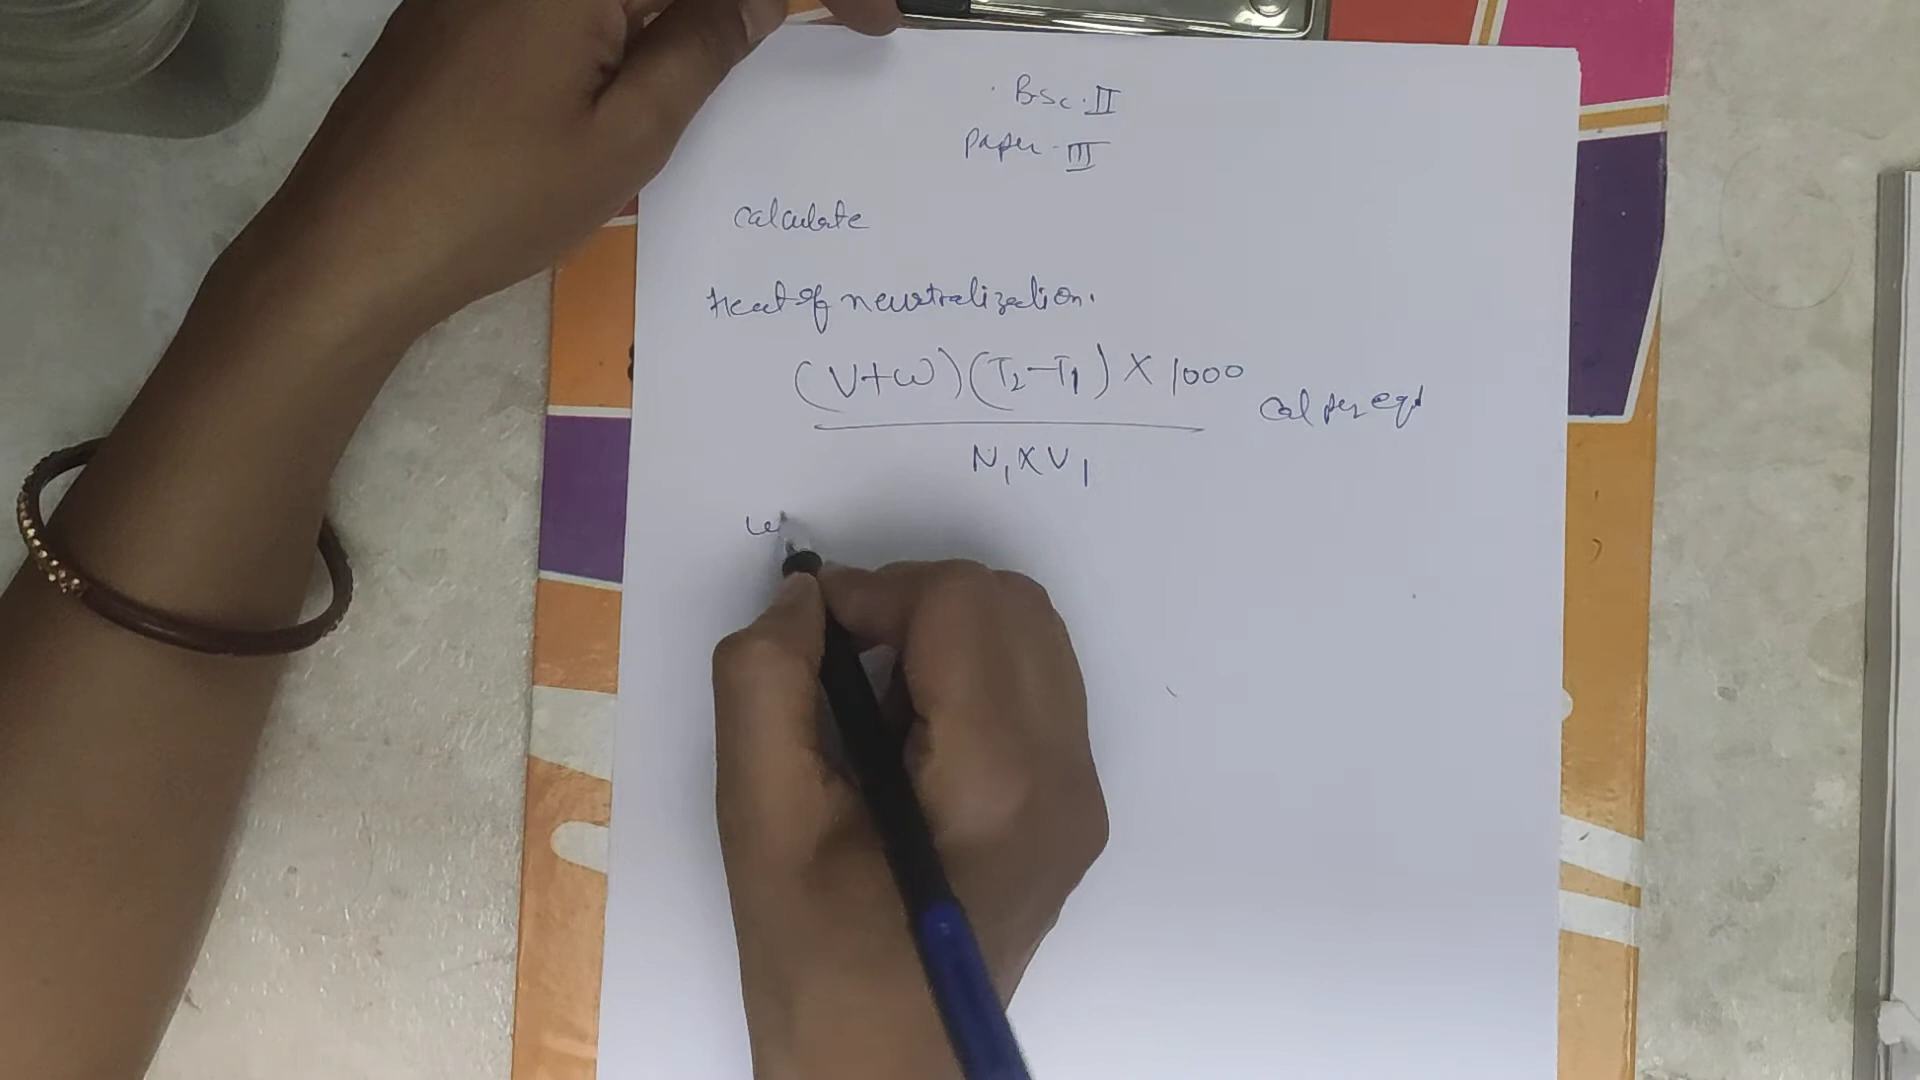 BSc. II
Paper - III
Calculate
Heat of neutralization.
(V+W)(T₂-T₁) X 1000
Cal per eqt
N₁ X V₁